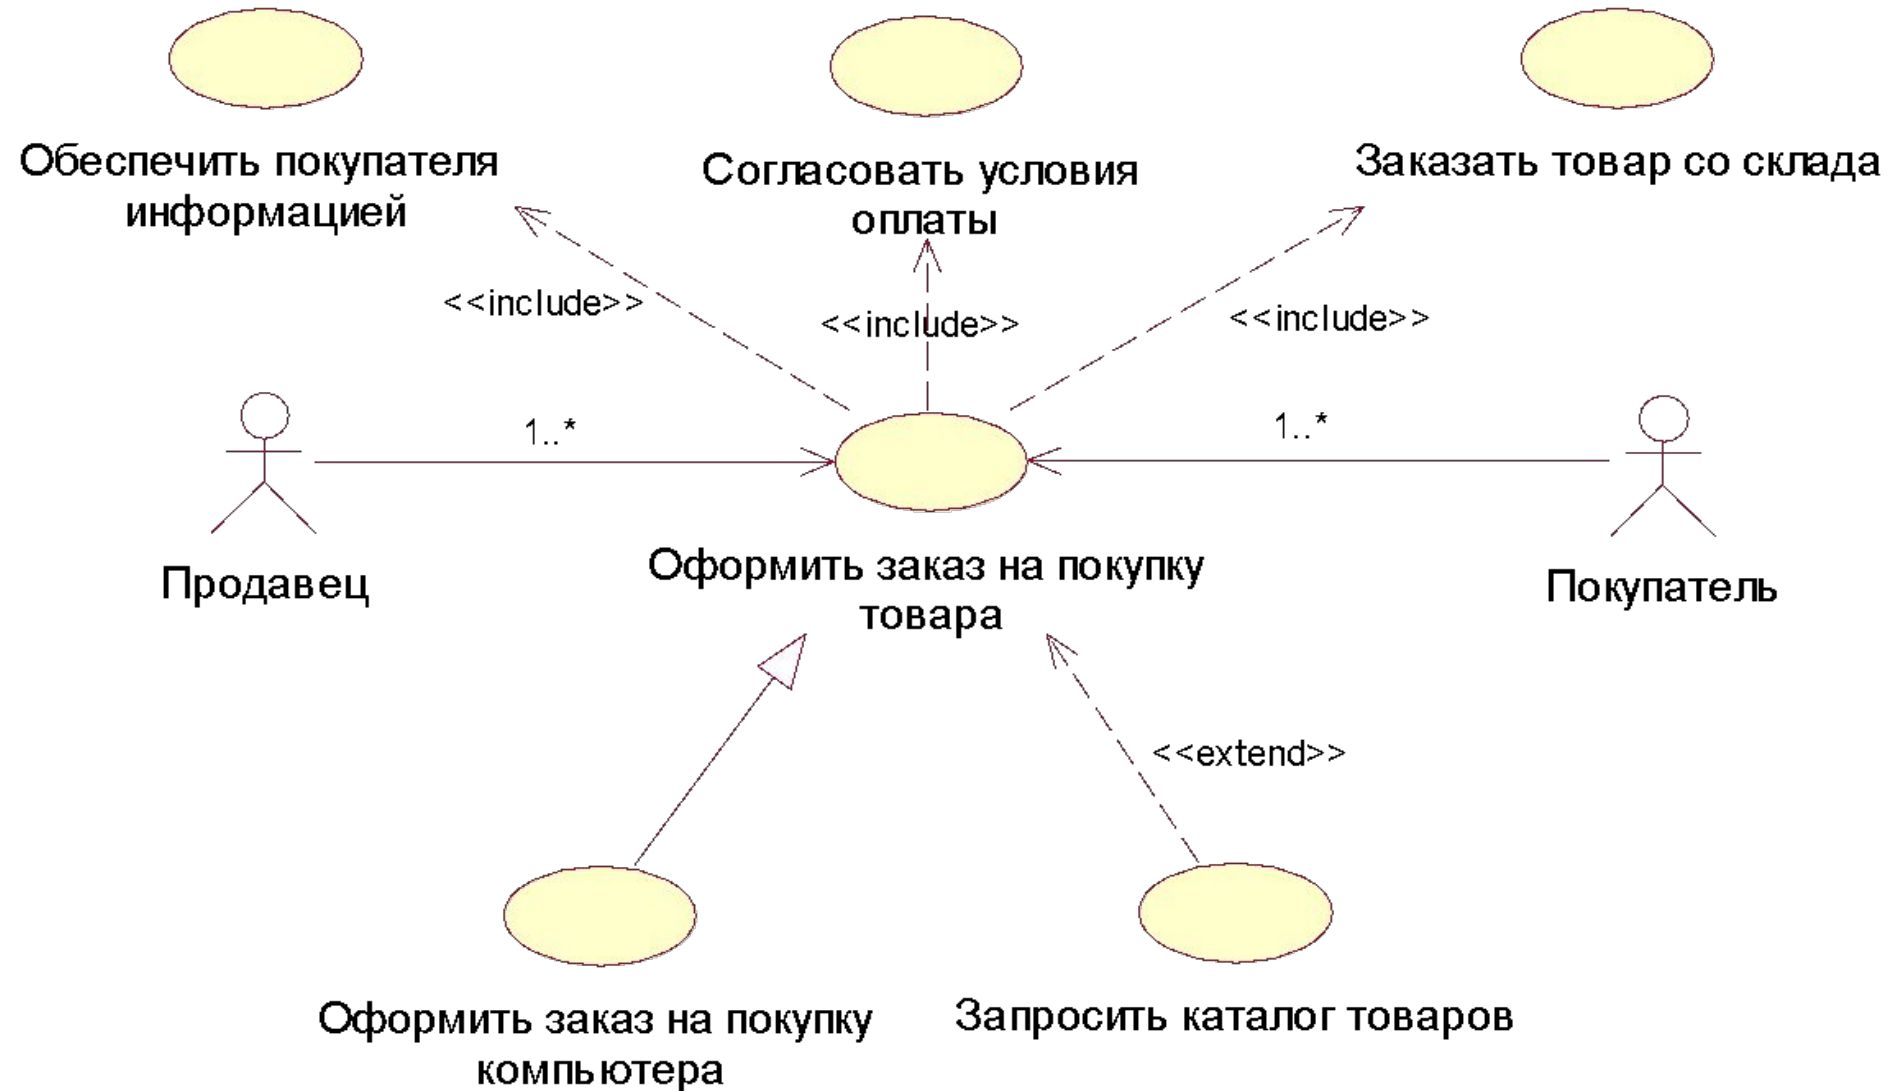 Обеспечить покупателя
информацией
Согласовать условия
оплаты
Заказать товар со склада
<<include>>
<<include>>
<<include>>
1..*
1..*
Продавец
Оформить заказ на покупку
товара
Покупатель
<<extend>>
Оформить заказ на покупку
компьютера
Запросить каталог товаров